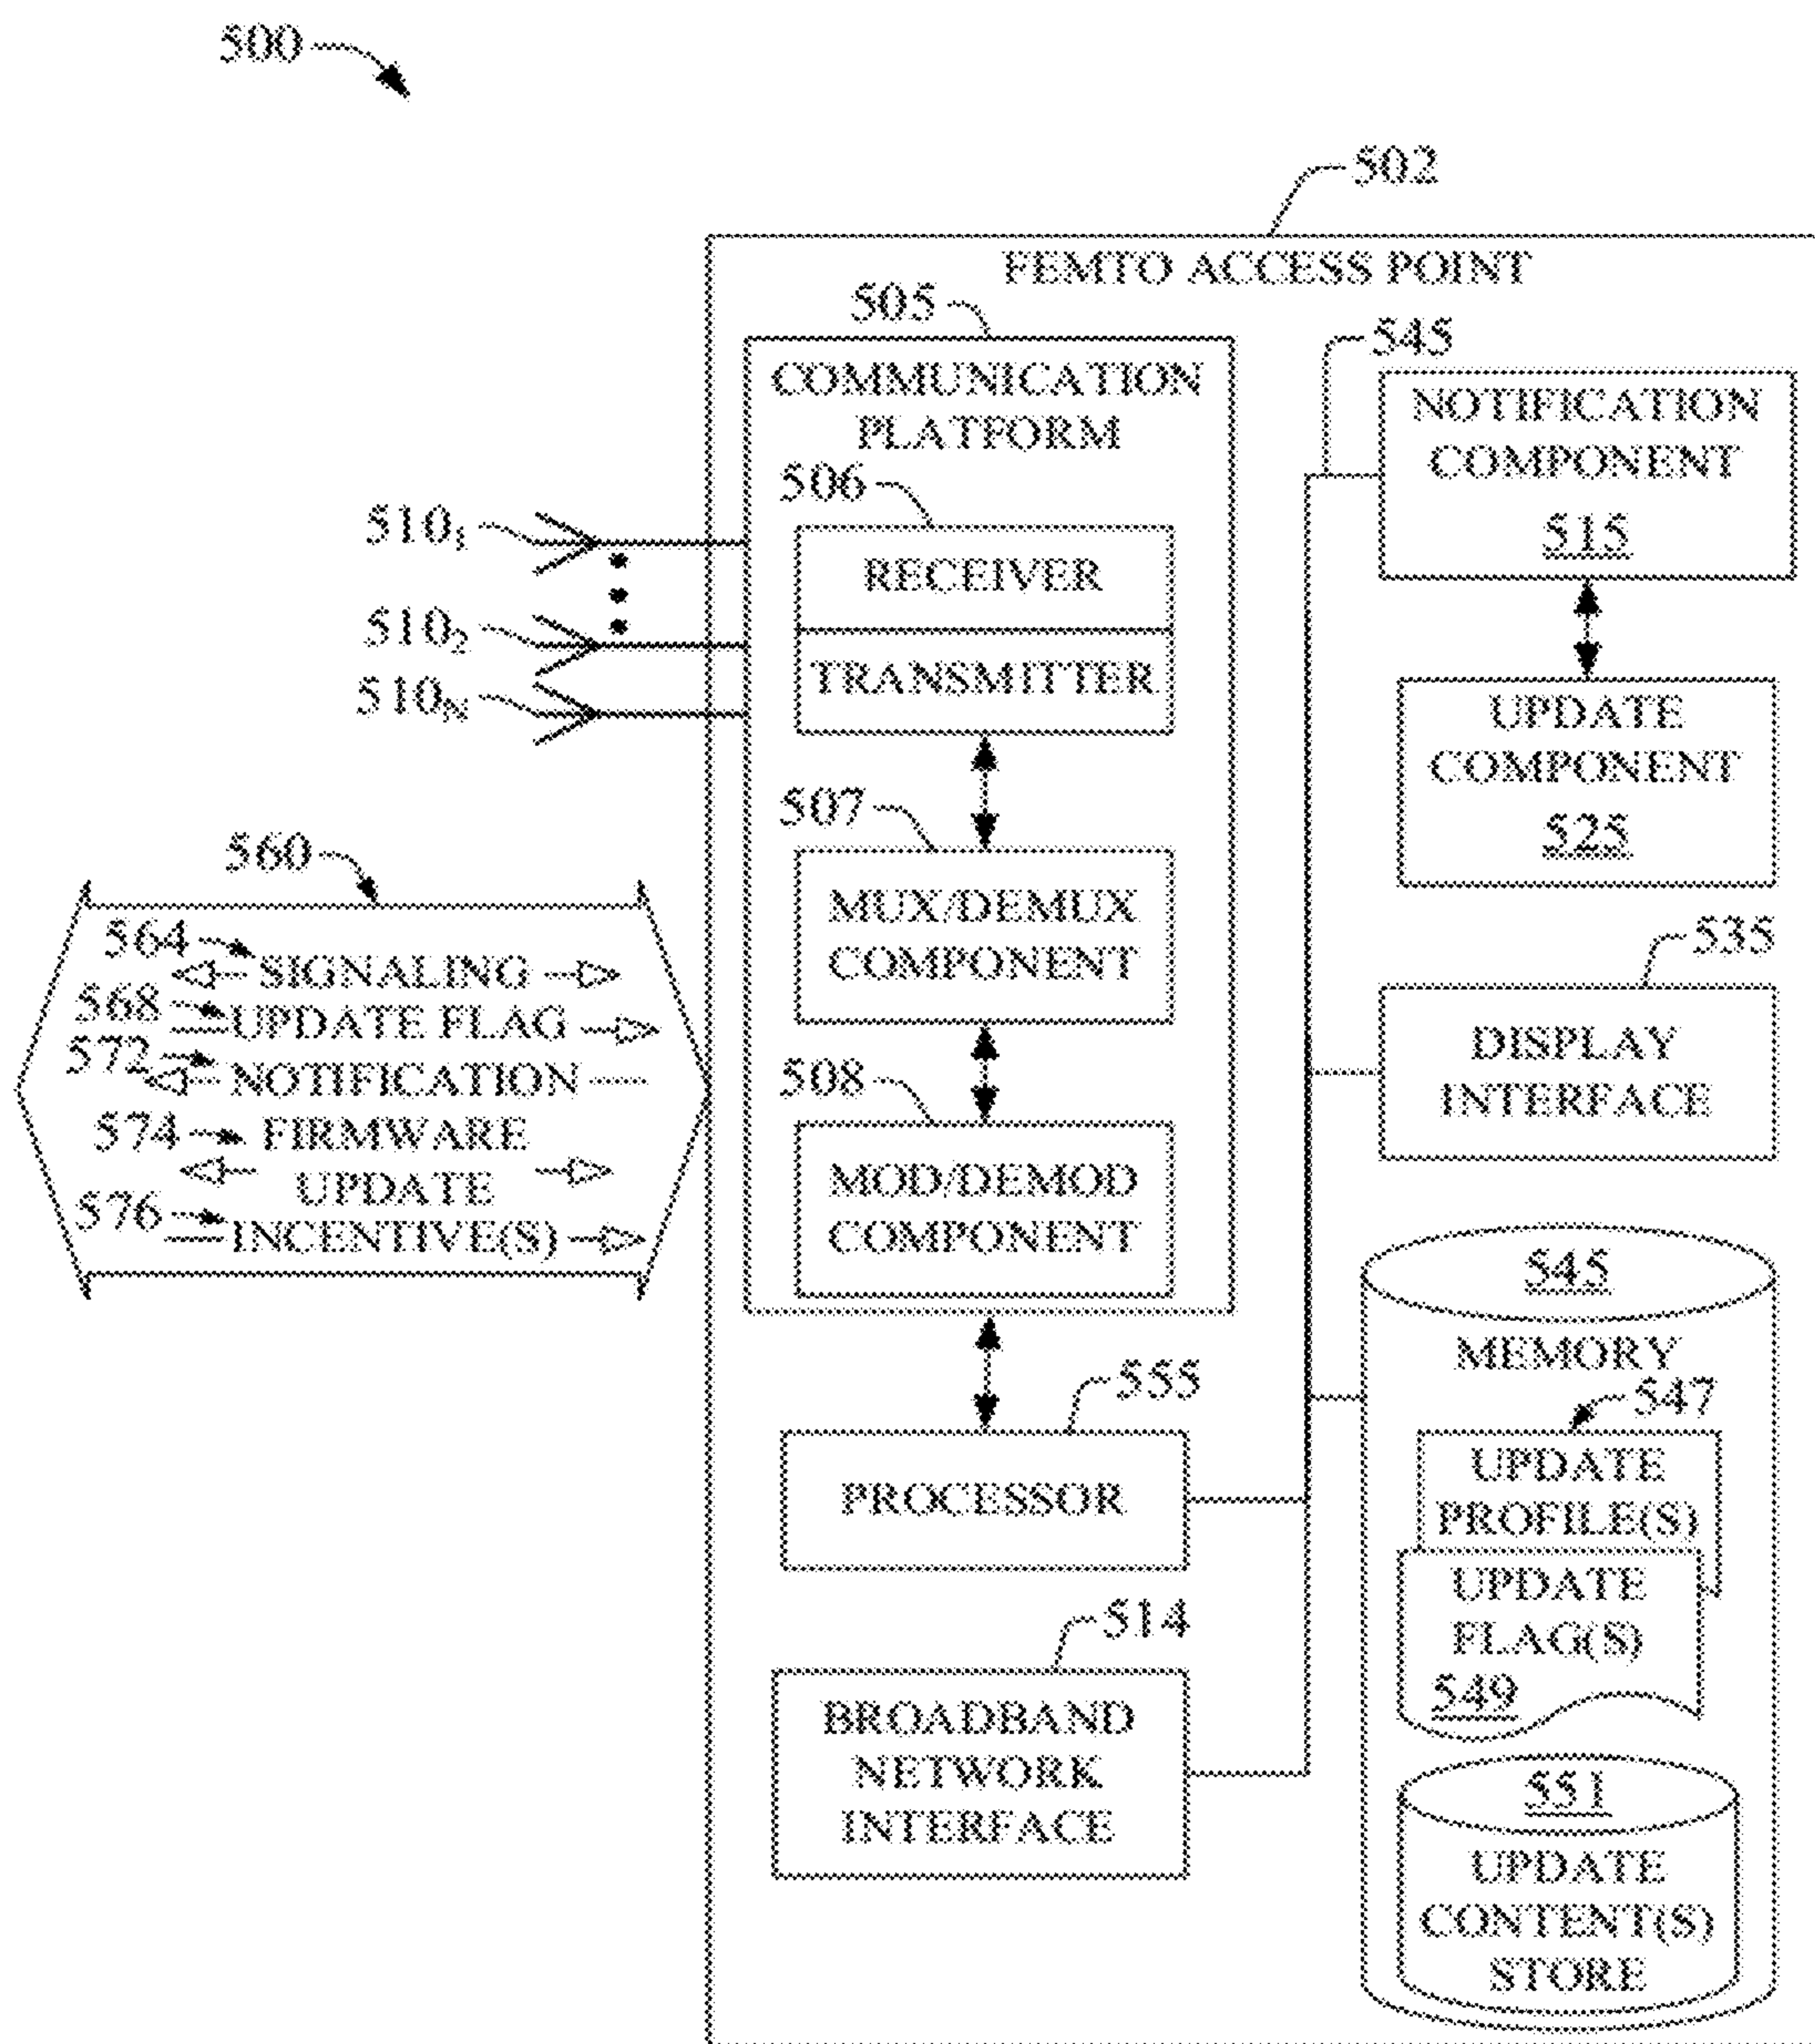 500
502
FEMTO ACCESS POINT
505
545
COMMUNICATION
PLATFORM
NOTIFICATION
COMPONENT
515
506
510₁
RECEIVER
510₂
TRANSMITTER
510ₙ
UPDATE
COMPONENT
525
507
MUX/DEMUX
COMPONENT
560
564
SIGNALING
568
UPDATE FLAG
572
NOTIFICATION
574
FIRMWARE
UPDATE
576
INCENTIVE(S)
535
DISPLAY
INTERFACE
508
MOD/DEMOD
COMPONENT
545
MEMORY
555
PROCESSOR
547
UPDATE
PROFILE(S)
UPDATE
FLAG(S)
549
514
BROADBAND
NETWORK
INTERFACE
551
UPDATE
CONTENT(S)
STORE